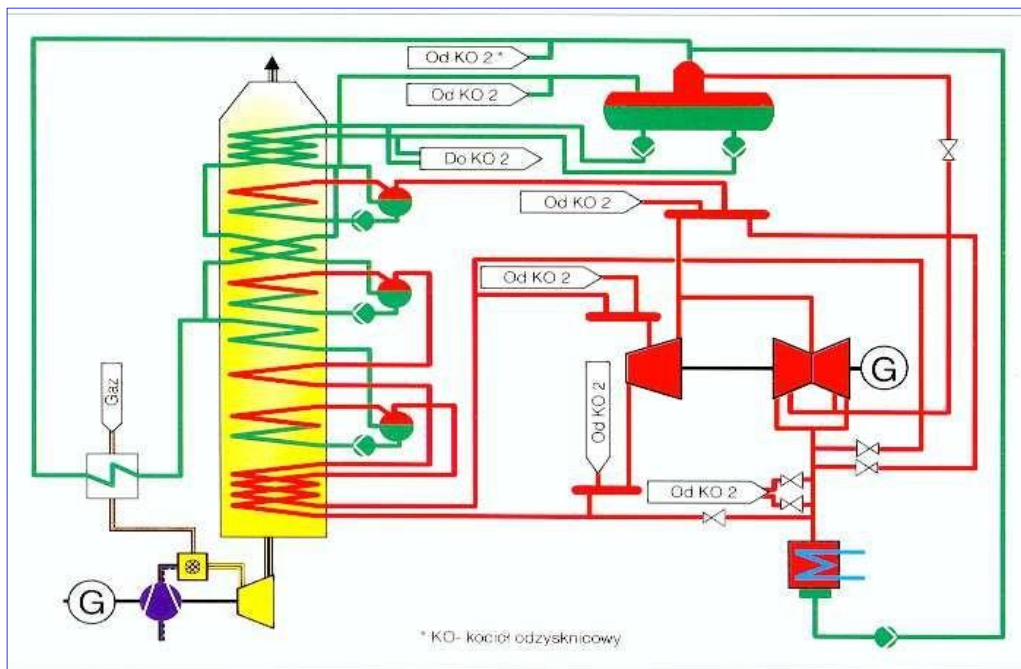 Od KO 2 *
Od KO 2
Do KO 2
Od KO 2
Od KO 2
G
Gaz
Od KO 2
Od KO 2
G
* KO- kocioł odzysknicowy